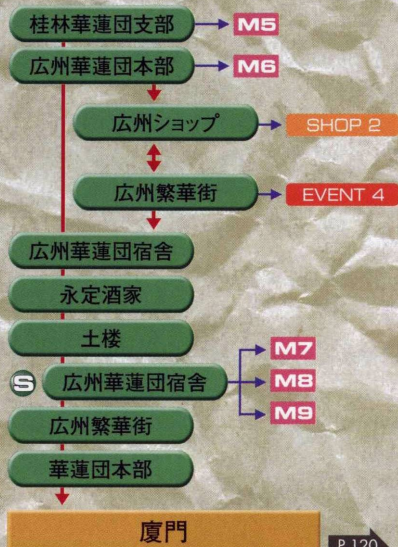 桂林華蓮団支部 M5
広州華蓮団本部 M6
広州ショップ SHOP 2
広州繁華街 EVENT 4
広州華蓮団宿舎
永定酒家
土楼
M7
S 広州華蓮団宿舎 M8
M9
広州繁華街
華蓮団本部
廈門
P.120